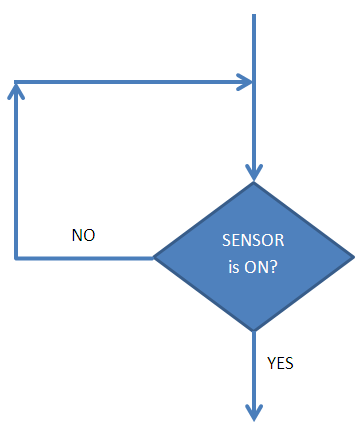 SENSOR
is ON?
NO
YES